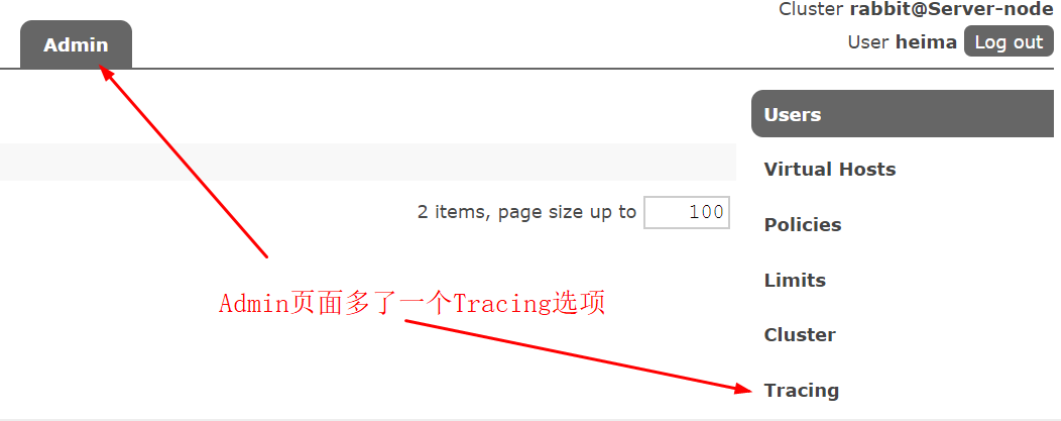 Cluster rabbit@Server-node
Admin
User heima Log out
Users
Virtual Hosts
2 items, page size up to 100
Policies
Limits
Admin页面多了一个Tracing选项
Cluster
Tracing